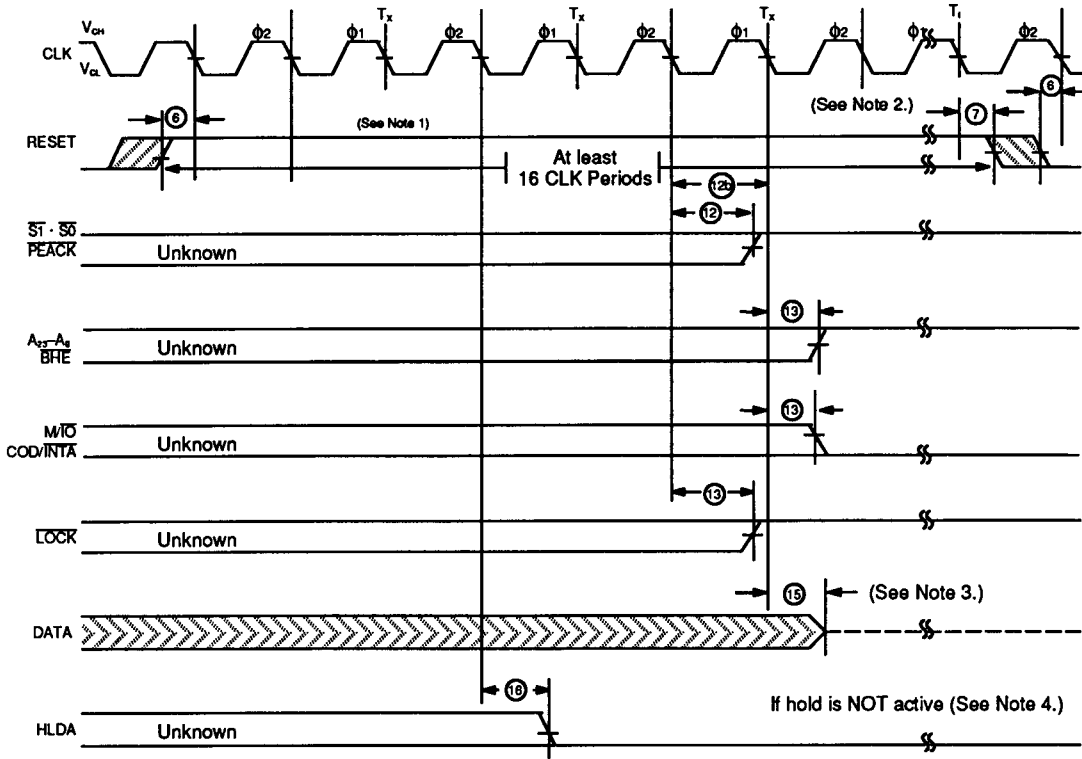 T_X T_X T_X T_I
V_CH ϕ2 ϕ1 ϕ2 ϕ1 ϕ2 ϕ1 ϕ2 ϕ1 ϕ2
CLK
V_CL
6 (See Note 1) (See Note 2.) 7 6
RESET
At least
16 CLK Periods
12b
12
S̅1̅ · S̅0̅
P̅E̅A̅C̅K̅ Unknown
13
A₂₃–A₀
B̅H̅E̅ Unknown
13
M/I̅O̅
COD/I̅N̅T̅A̅ Unknown
13
L̅O̅C̅K̅ Unknown
15 (See Note 3.)
DATA
16 If hold is NOT active (See Note 4.)
HLDA Unknown